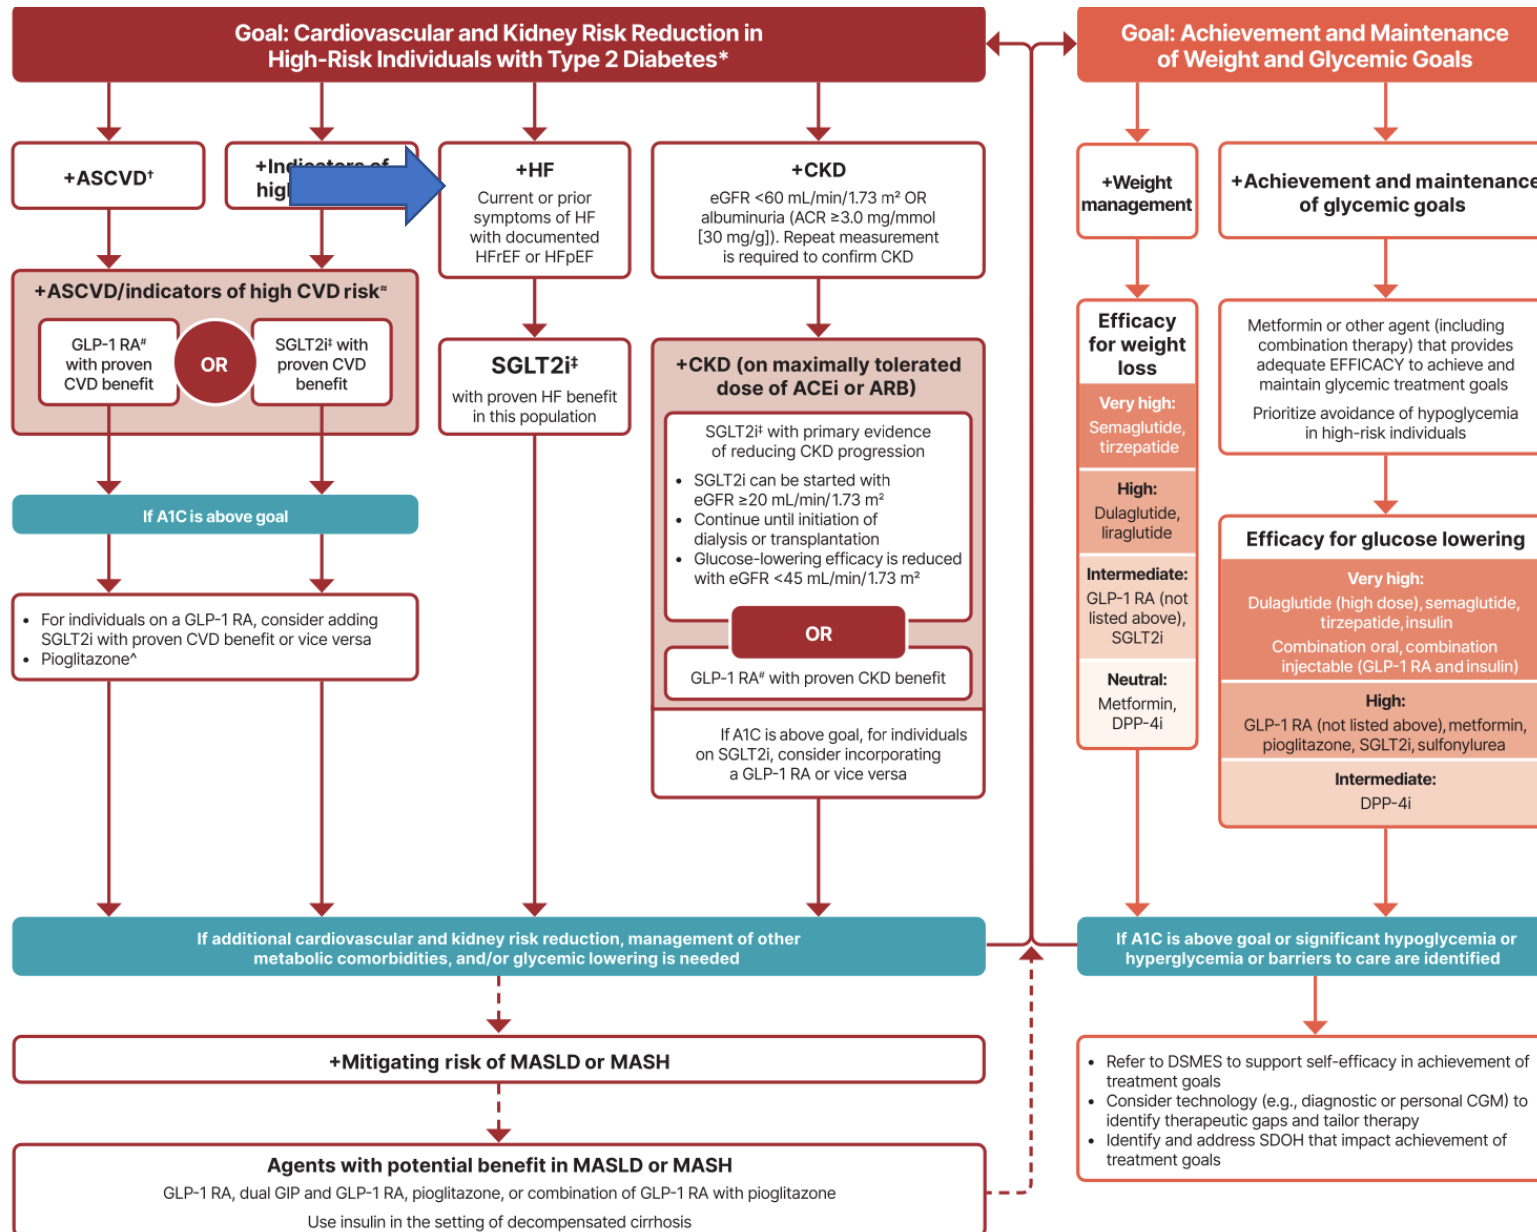 Goal: Cardiovascular and Kidney Risk Reduction in
High-Risk Individuals with Type 2 Diabetes*
+ASCVD†
+Indicators of
high
+HF
Current or prior
symptoms of HF
with documented
HFrEF or HFpEF
+CKD
eGFR <60 mL/min/1.73 m² OR
albuminuria (ACR ≥3.0 mg/mmol
[30 mg/g]). Repeat measurement
is required to confirm CKD
+ASCVD/indicators of high CVD risk≈
GLP-1 RA#
with proven
CVD benefit
OR
SGLT2i‡ with
proven CVD
benefit
SGLT2i‡
with proven HF benefit
in this population
+CKD (on maximally tolerated
dose of ACEi or ARB)
SGLT2i‡ with primary evidence
of reducing CKD progression
• SGLT2i can be started with
eGFR ≥20 mL/min/1.73 m²
• Continue until initiation of
dialysis or transplantation
• Glucose-lowering efficacy is reduced
with eGFR <45 mL/min/1.73 m²
OR
GLP-1 RA# with proven CKD benefit
If A1C is above goal, for individuals
on SGLT2i, consider incorporating
a GLP-1 RA or vice versa
If A1C is above goal
• For individuals on a GLP-1 RA, consider adding
SGLT2i with proven CVD benefit or vice versa
• Pioglitazone^
If additional cardiovascular and kidney risk reduction, management of other
metabolic comorbidities, and/or glycemic lowering is needed
+Mitigating risk of MASLD or MASH
Agents with potential benefit in MASLD or MASH
GLP-1 RA, dual GIP and GLP-1 RA, pioglitazone, or combination of GLP-1 RA with pioglitazone
Use insulin in the setting of decompensated cirrhosis
Goal: Achievement and Maintenance
of Weight and Glycemic Goals
+Weight
management
Efficacy
for weight
loss
Very high:
Semaglutide,
tirzepatide
High:
Dulaglutide,
liraglutide
Intermediate:
GLP-1 RA (not
listed above),
SGLT2i
Neutral:
Metformin,
DPP-4i
+Achievement and maintenance
of glycemic goals
Metformin or other agent (including
combination therapy) that provides
adequate EFFICACY to achieve and
maintain glycemic treatment goals
Prioritize avoidance of hypoglycemia
in high-risk individuals
Efficacy for glucose lowering
Very high:
Dulaglutide (high dose), semaglutide,
tirzepatide, insulin
Combination oral, combination
injectable (GLP-1 RA and insulin)
High:
GLP-1 RA (not listed above), metformin,
pioglitazone, SGLT2i, sulfonylurea
Intermediate:
DPP-4i
If A1C is above goal or significant hypoglycemia or
hyperglycemia or barriers to care are identified
• Refer to DSMES to support self-efficacy in achievement of
treatment goals
• Consider technology (e.g., diagnostic or personal CGM) to
identify therapeutic gaps and tailor therapy
• Identify and address SDOH that impact achievement of
treatment goals